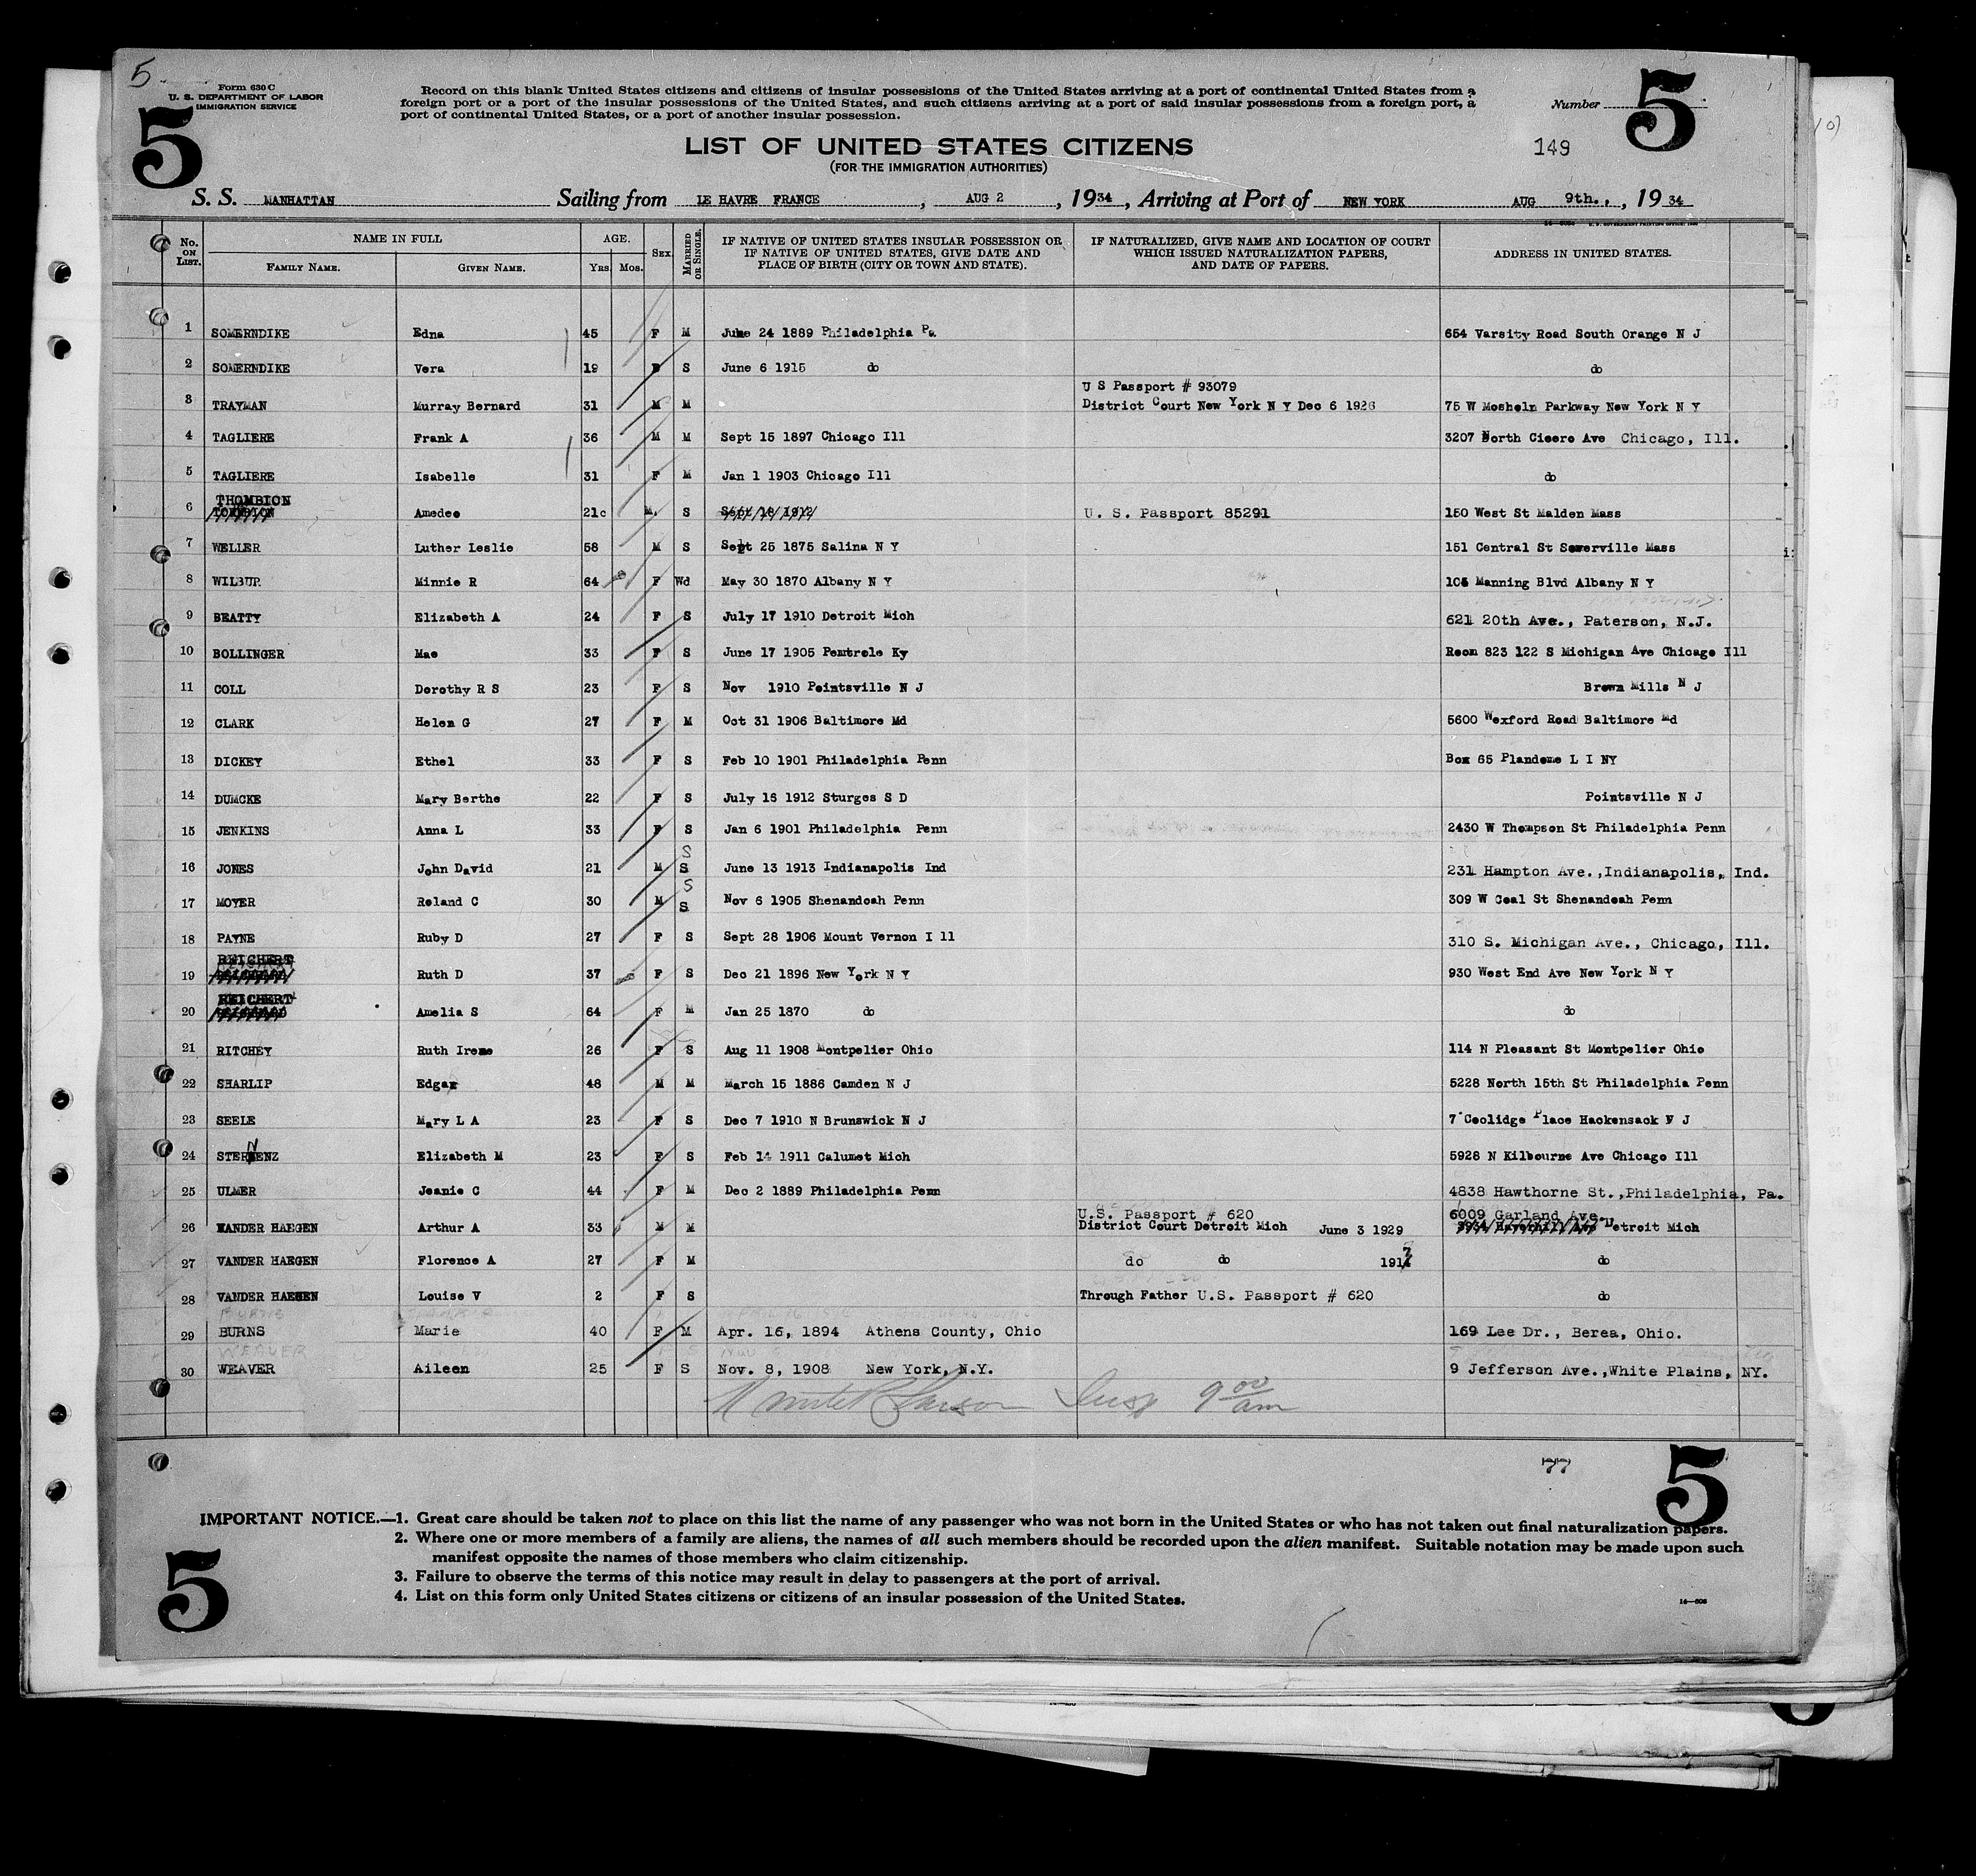 5
Form 630 C
U. S. DEPARTMENT OF LABOR
IMMIGRATION SERVICE
5
Record on this blank United States citizens and citizens of insular possessions of the United States arriving at a port of continental United States from a
foreign port or a port of the insular possessions of the United States, and such citizens arriving at a port of said insular possessions from a foreign port, a
port of continental United States, or a port of another insular possession.
Number 5
LIST OF UNITED STATES CITIZENS
149
(FOR THE IMMIGRATION AUTHORITIES)
S. S. MANHATTAN Sailing from LE HAVRE FRANCE , AUG 2 , 1934 , Arriving at Port of NEW YORK AUG 9th., , 1934
No. ON LIST. NAME IN FULL FAMILY NAME. GIVEN NAME. AGE. Yrs. Mos. SEX. MARRIED OR SINGLE. IF NATIVE OF UNITED STATES INSULAR POSSESSION OR IF NATIVE OF UNITED STATES, GIVE DATE AND PLACE OF BIRTH (CITY OR TOWN AND STATE). IF NATURALIZED, GIVE NAME AND LOCATION OF COURT WHICH ISSUED NATURALIZATION PAPERS, AND DATE OF PAPERS. ADDRESS IN UNITED STATES.
1 SOMERNDIKE Edna 45 F M June 24 1889 Philadelphia Pa. 654 Varsity Road South Orange N J
2 SOMERNDIKE Vera 19 S June 6 1915 do do
U S Passport # 93079
3 TRAYMAN Murray Bernard 31 M M District Court New York N Y Dec 6 1926 75 W Mosholn Parkway New York N Y
4 TAGLIERE Frank A 36 M M Sept 15 1897 Chicago Ill 3207 North Cicero Ave Chicago, Ill.
5 TAGLIERE Isabelle 31 F M Jan 1 1903 Chicago Ill do
THOMBION
6 Amedee 21c M. S Sept 18 1912 U. S. Passport 85291 150 West St Malden Mass
7 WELLER Luther Leslie 58 M S Sept 25 1875 Salina N Y 151 Central St Somerville Mass
8 WILBUR Minnie R 64 F Wd May 30 1870 Albany N Y 105 Manning Blvd Albany N Y
9 BEATTY Elizabeth A 24 F S July 17 1910 Detroit Mich 621 20th Ave., Paterson, N.J.
10 BOLLINGER Mae 33 F S June 17 1905 Pemtrole Ky Room 823 122 S Michigan Ave Chicago Ill
11 COLL Dorothy R S 23 F S Nov 1910 Pointsville N J Brown Mills N J
12 CLARK Helen G 27 F M Oct 31 1906 Baltimore Md 5600 Wexford Road Baltimore Md
13 DICKEY Ethel 33 F S Feb 10 1901 Philadelphia Penn Box 65 Plandome L I NY
14 DUMCKE Mary Berthe 22 F S July 16 1912 Sturges S D Pointsville N J
15 JENKINS Anna L 33 F S Jan 6 1901 Philadelphia Penn 2430 W Thompson St Philadelphia Penn
S
16 JONES John David 21 M S June 13 1913 Indianapolis Ind 231 Hampton Ave.,Indianapolis, Ind.
S
17 MOYER Roland C 30 M S Nov 6 1905 Shenandoah Penn 309 W Coal St Shenandoah Penn
18 PAYNE Ruby D 27 F S Sept 28 1906 Mount Vernon I ll 310 S. Michigan Ave., Chicago, Ill.
REICHERT
19 Ruth D 37 F S Dec 21 1896 New York N Y 930 West End Ave New York N Y
REICHERT
20 Amelia S 64 F M Jan 25 1870 do do
21 RITCHEY Ruth Irene 26 F S Aug 11 1908 Montpelier Ohio 114 N Pleasant St Montpelier Ohio
22 SHARLIP Edgar 48 M M March 15 1886 Camden N J 5228 North 15th St Philadelphia Penn
23 SEELE Mary L A 23 F S Dec 7 1910 N Brunswick N J 7 Coolidge Place Hackensack N J
24 STERNENZ Elizabeth M 23 F S Feb 14 1911 Calumet Mich 5928 N Kilbourne Ave Chicago Ill
25 ULMER Jeanie C 44 F M Dec 2 1889 Philadelphia Penn 4838 Hawthorne St.,Philadelphia, Pa.
U.S. Passport # 620 6009 Garland Ave.
26 VANDER HAEGEN Arthur A 33 M M District Court Detroit Mich June 3 1929 Detroit Mich
27 VANDER HAEGEN Florence A 27 F M do do 1917 do
28 VANDER HAEGEN Louise V 2 F S Through Father U.S. Passport # 620 do
29 BURNS Marie 40 F M Apr. 16, 1894 Athens County, Ohio 169 Lee Dr., Berea, Ohio.
WEAVER
30 WEAVER Aileen 25 F S Nov. 8, 1908 New York, N.Y. 9 Jefferson Ave.,White Plains, NY.
Insp 9 00 am
77
5
IMPORTANT NOTICE.—1. Great care should be taken not to place on this list the name of any passenger who was not born in the United States or who has not taken out final naturalization papers.
2. Where one or more members of a family are aliens, the names of all such members should be recorded upon the alien manifest. Suitable notation may be made upon such
manifest opposite the names of those members who claim citizenship.
3. Failure to observe the terms of this notice may result in delay to passengers at the port of arrival.
4. List on this form only United States citizens or citizens of an insular possession of the United States.
5